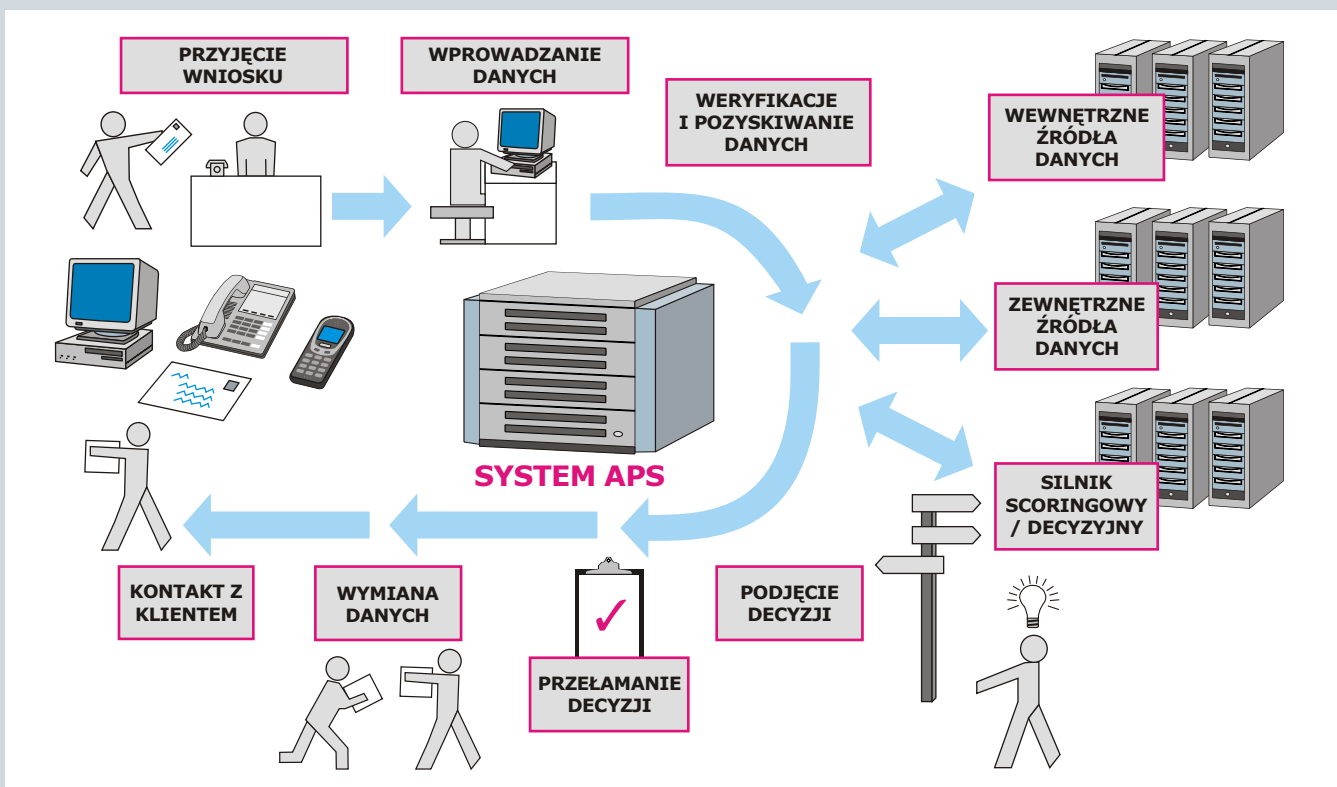 PRZYJĘCIE
WNIOSKU
WPROWADZANIE
DANYCH
WERYFIKACJE
I POZYSKIWANIE
DANYCH
WEWNĘTRZNE
ŹRÓDŁA
DANYCH
ZEWNĘTRZNE
ŹRÓDŁA
DANYCH
SILNIK
SCORINGOWY
/ DECYZYJNY
SYSTEM APS
KONTAKT Z
KLIENTEM
WYMIANA
DANYCH
PRZEŁAMANIE
DECYZJI
PODJĘCIE
DECYZJI